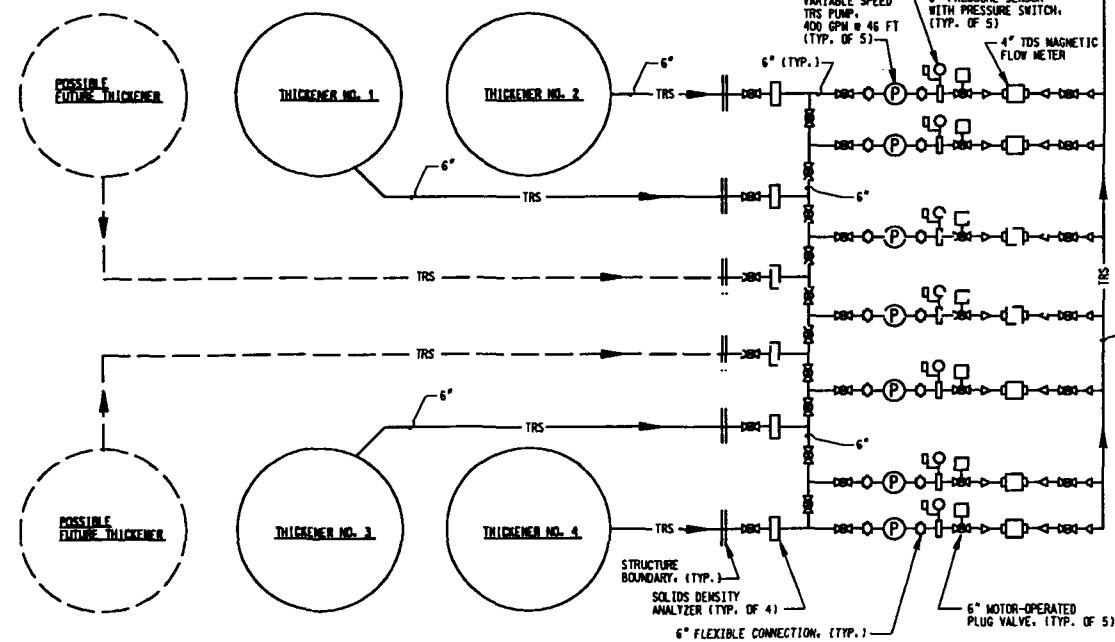 VARIABLE SPEED
TRS PUMP,
400 GPM @ 46 FT
(TYP. OF 5)
WITH PRESSURE SWITCH,
(TYP. OF 5)
4" TDS MAGNETIC
FLOW METER
6"
6" (TYP.)
POSSIBLE
FUTURE THICKENER
THICKENER NO. 1
THICKENER NO. 2
TRS
P
P
6"
TRS
6"
P
TRS
TRS
P
TRS
P
6"
TRS
6"
P
POSSIBLE
FUTURE THICKENER
THICKENER NO. 3
THICKENER NO. 4
TRS
P
STRUCTURE
BOUNDARY, (TYP.)
SOLIDS DENSITY
ANALYZER (TYP. OF 4)
6" FLEXIBLE CONNECTION, (TYP.)
6" MOTOR-OPERATED
PLUG VALVE, (TYP. OF 5)